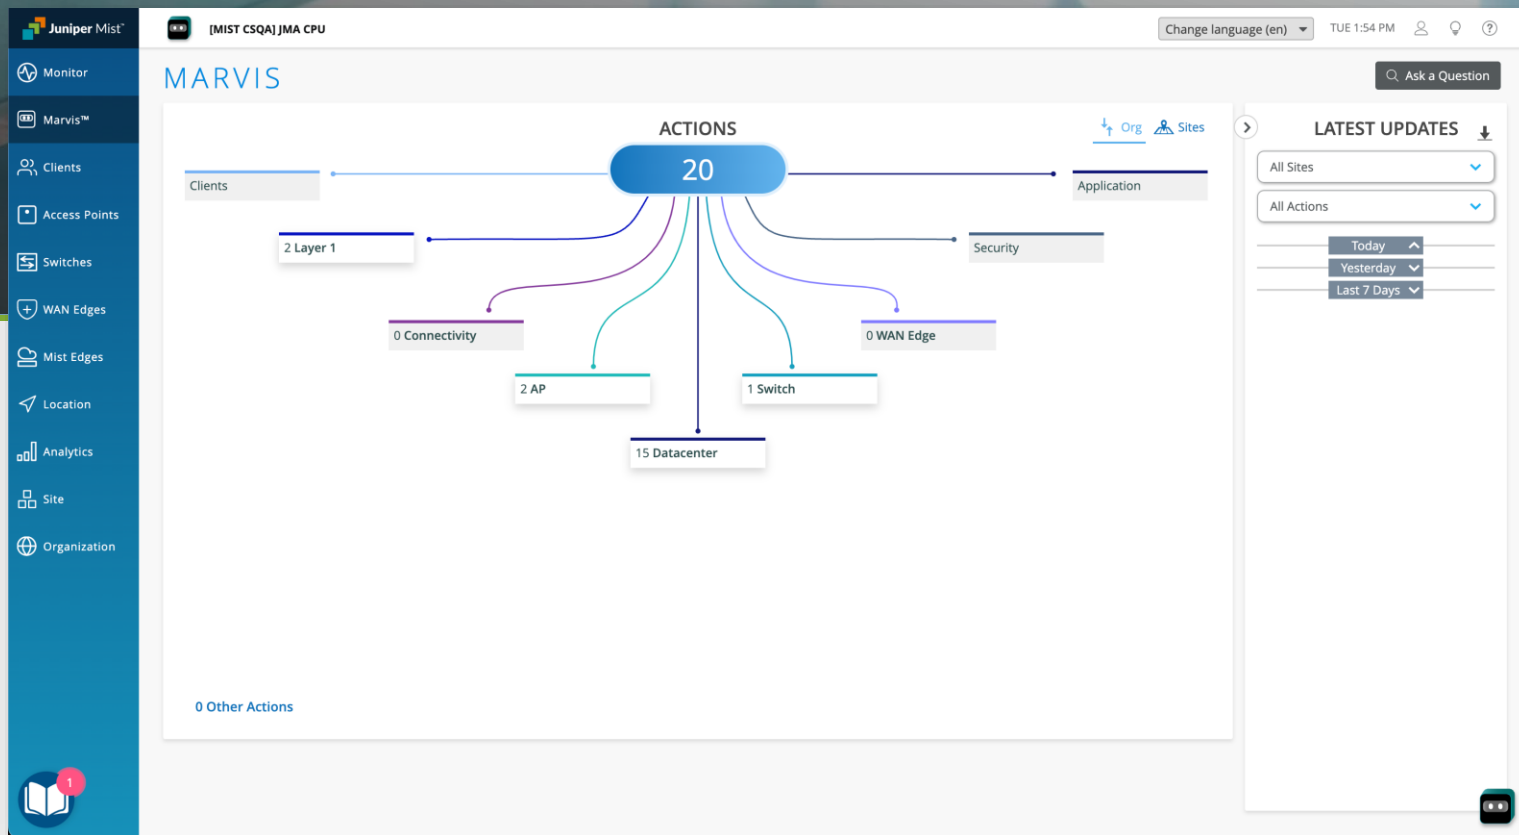 Juniper Mist™
[MIST CSQA] JMA CPU
Change language (en)
TUE 1:54 PM
Monitor
Marvis™
Clients
Access Points
Switches
WAN Edges
Mist Edges
Location
Analytics
Site
Organization
1
MARVIS
Ask a Question
ACTIONS
Org
Sites
20
Clients
Application
2 Layer 1
Security
0 Connectivity
0 WAN Edge
2 AP
1 Switch
15 Datacenter
0 Other Actions
LATEST UPDATES
All Sites
All Actions
Today
Yesterday
Last 7 Days